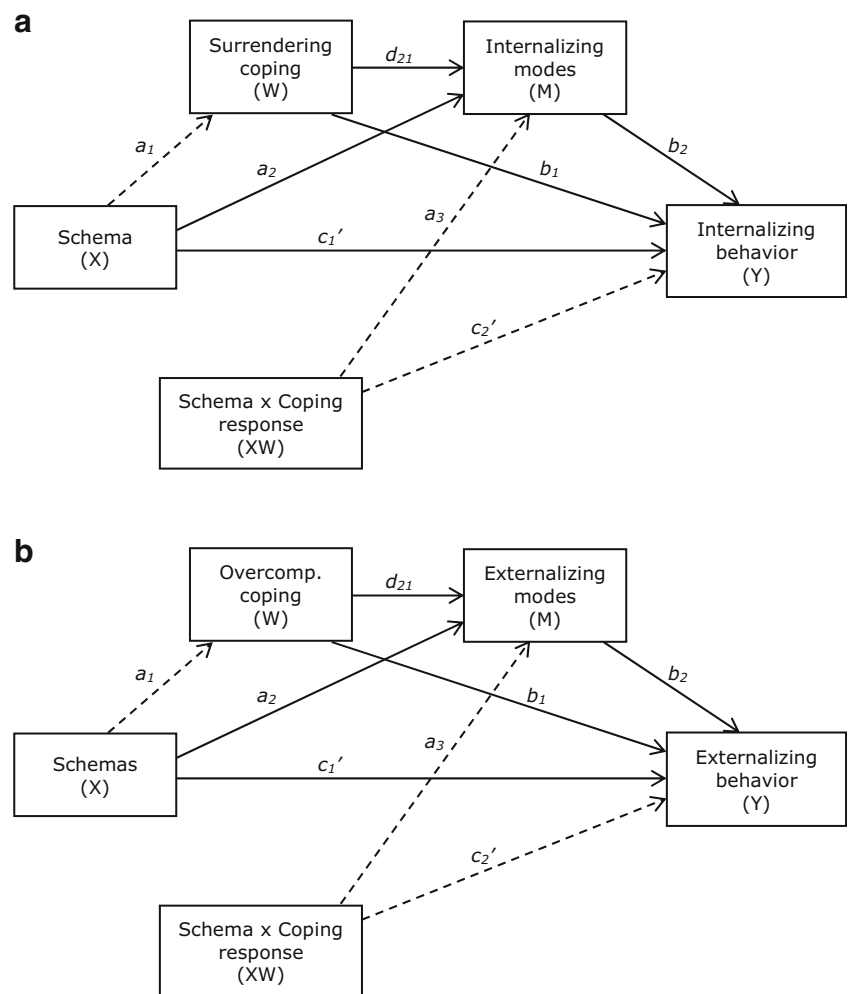 a
Surrendering
coping
(W)
d21
Internalizing
modes
(M)
a1
a2
b1
b2
Schema
(X)
c1'
a3
Internalizing
behavior
(Y)
c2'
Schema x Coping
response
(XW)
b
Overcomp.
coping
(W)
d21
Externalizing
modes
(M)
a1
a2
b1
b2
Schemas
(X)
c1'
a3
Externalizing
behavior
(Y)
c2'
Schema x Coping
response
(XW)